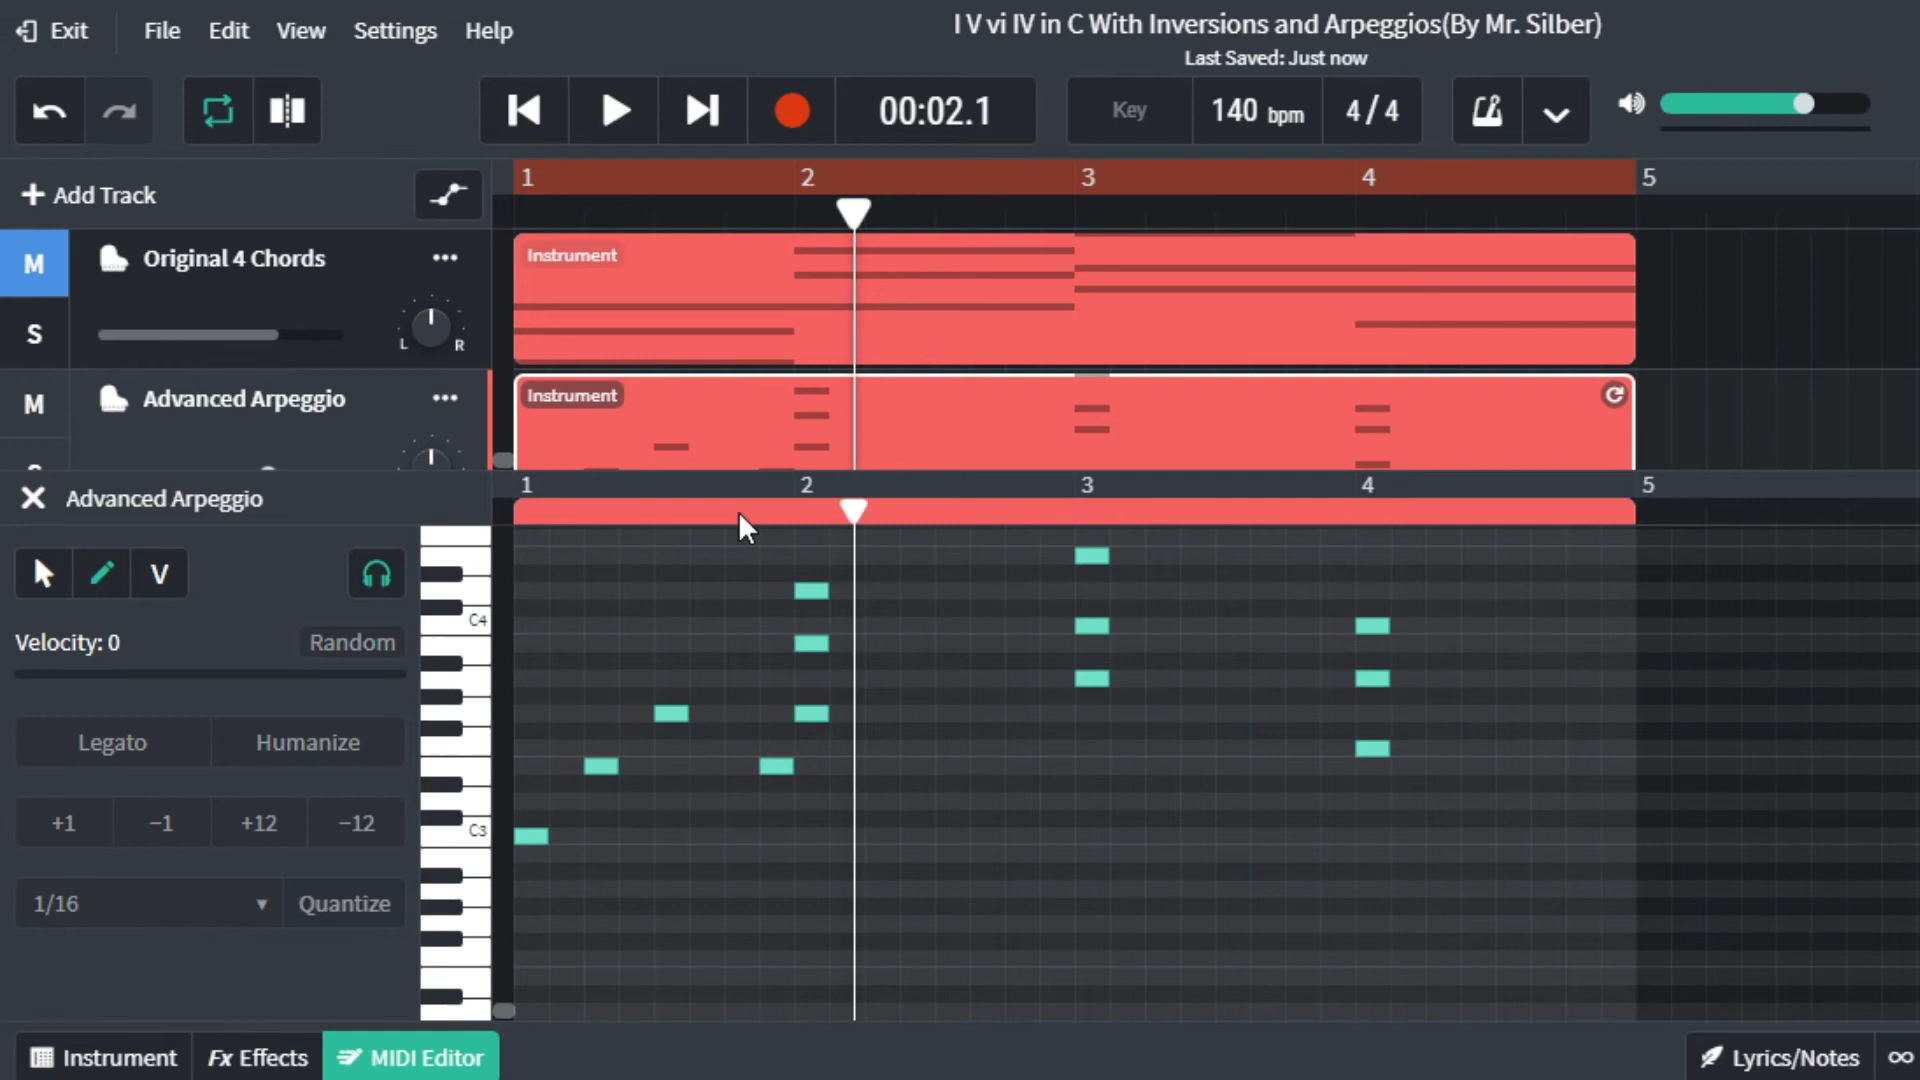 Exit File Edit View Settings Help
I V vi IV in C With Inversions and Arpeggios(By Mr. Silber)
Last Saved: Just now
00:02.1
Key 140 bpm 4 / 4
Add Track
1 2 3 4 5
M Original 4 Chords
Instrument
S
L R
M Advanced Arpeggio
Instrument
Advanced Arpeggio
1 2 3 4 5
V
C4
Velocity: 0 Random
Legato Humanize
+1 −1 +12 −12
C3
1/16 Quantize
Instrument Fx Effects MIDI Editor Lyrics/Notes